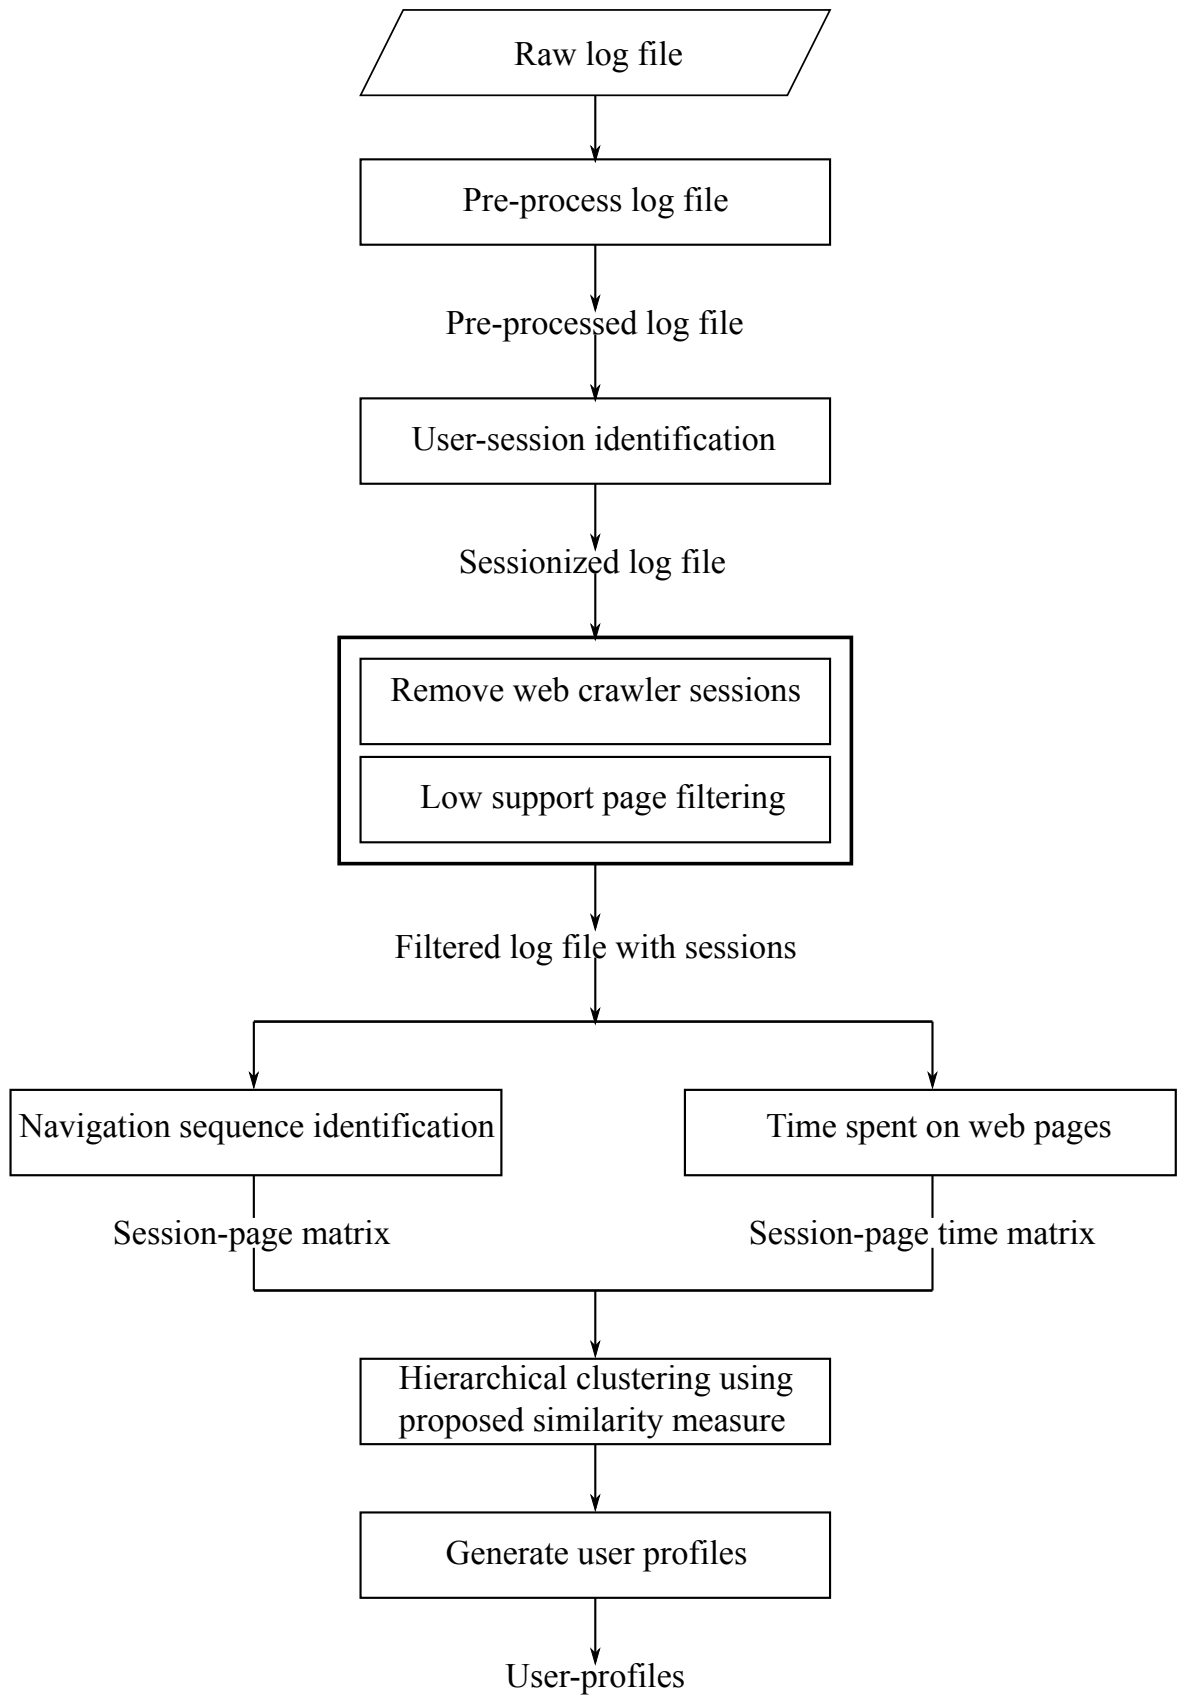 Raw log file
Pre-process log file
Pre-processed log file
User-session identification
Sessionized log file
Remove web crawler sessions
Low support page filtering
Filtered log file with sessions
Navigation sequence identification
Time spent on web pages
Session-page matrix
Session-page time matrix
Hierarchical clustering using
proposed similarity measure
Generate user profiles
User-profiles